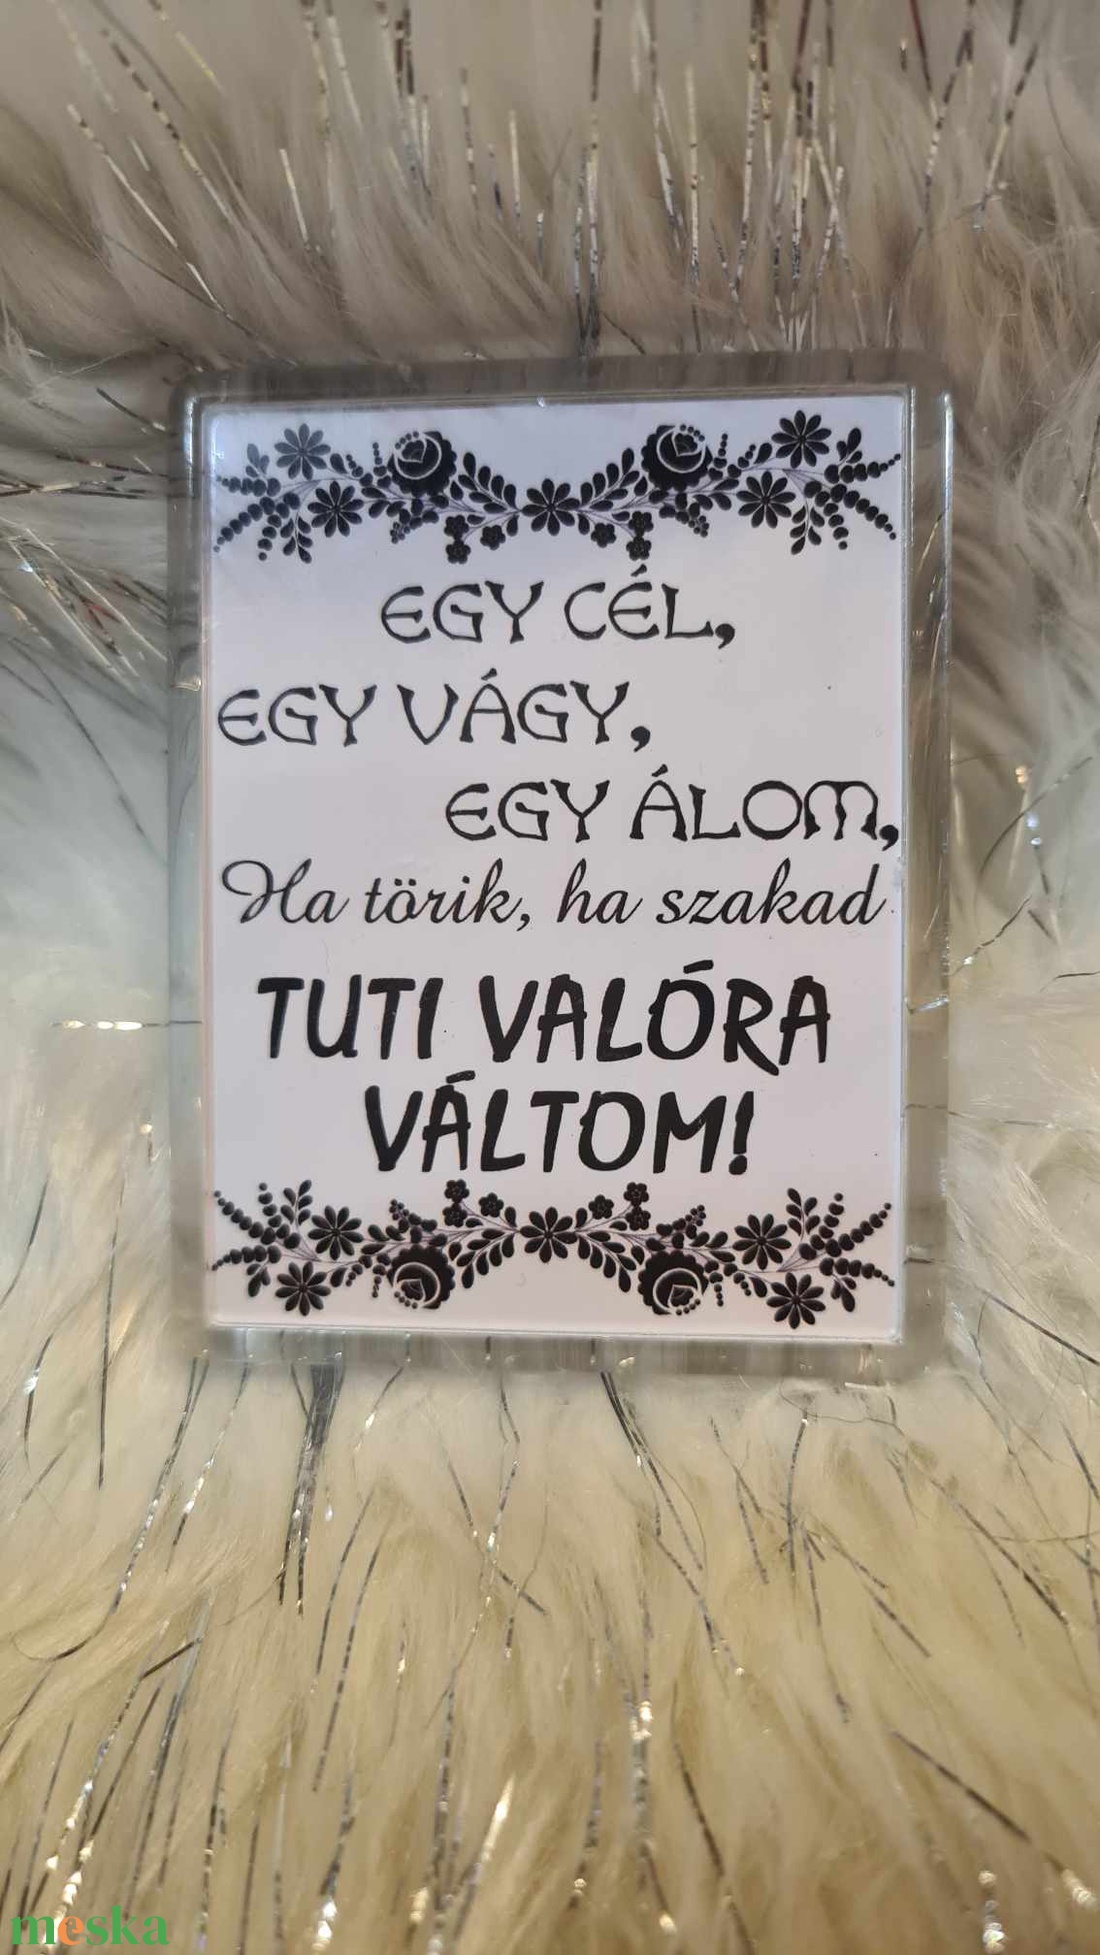 EGY CÉL,
EGY VÁGY,
EGY ÁLOM,
Ha törik, ha szakad
TUTI VALÓRA
VÁLTOM!
meska